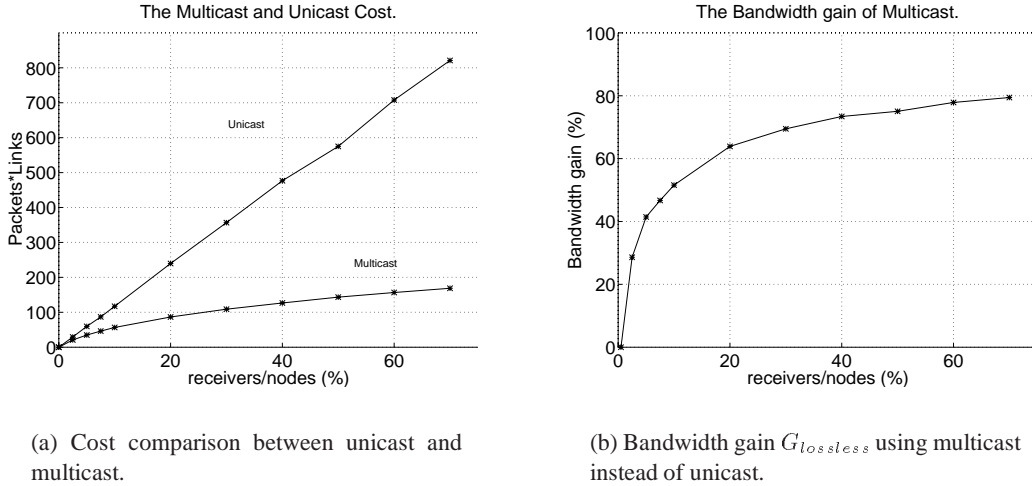 The Multicast and Unicast Cost.
800
700
600
500
400
300
200
100
0
Packets*Links
Unicast
Multicast
0 20 40 60
receivers/nodes (%)
(a) Cost comparison between unicast and
multicast.
The Bandwidth gain of Multicast.
100
80
60
40
20
0
Bandwidth gain (%)
0 20 40 60
receivers/nodes (%)
(b) Bandwidth gain G_lossless using multicast
instead of unicast.